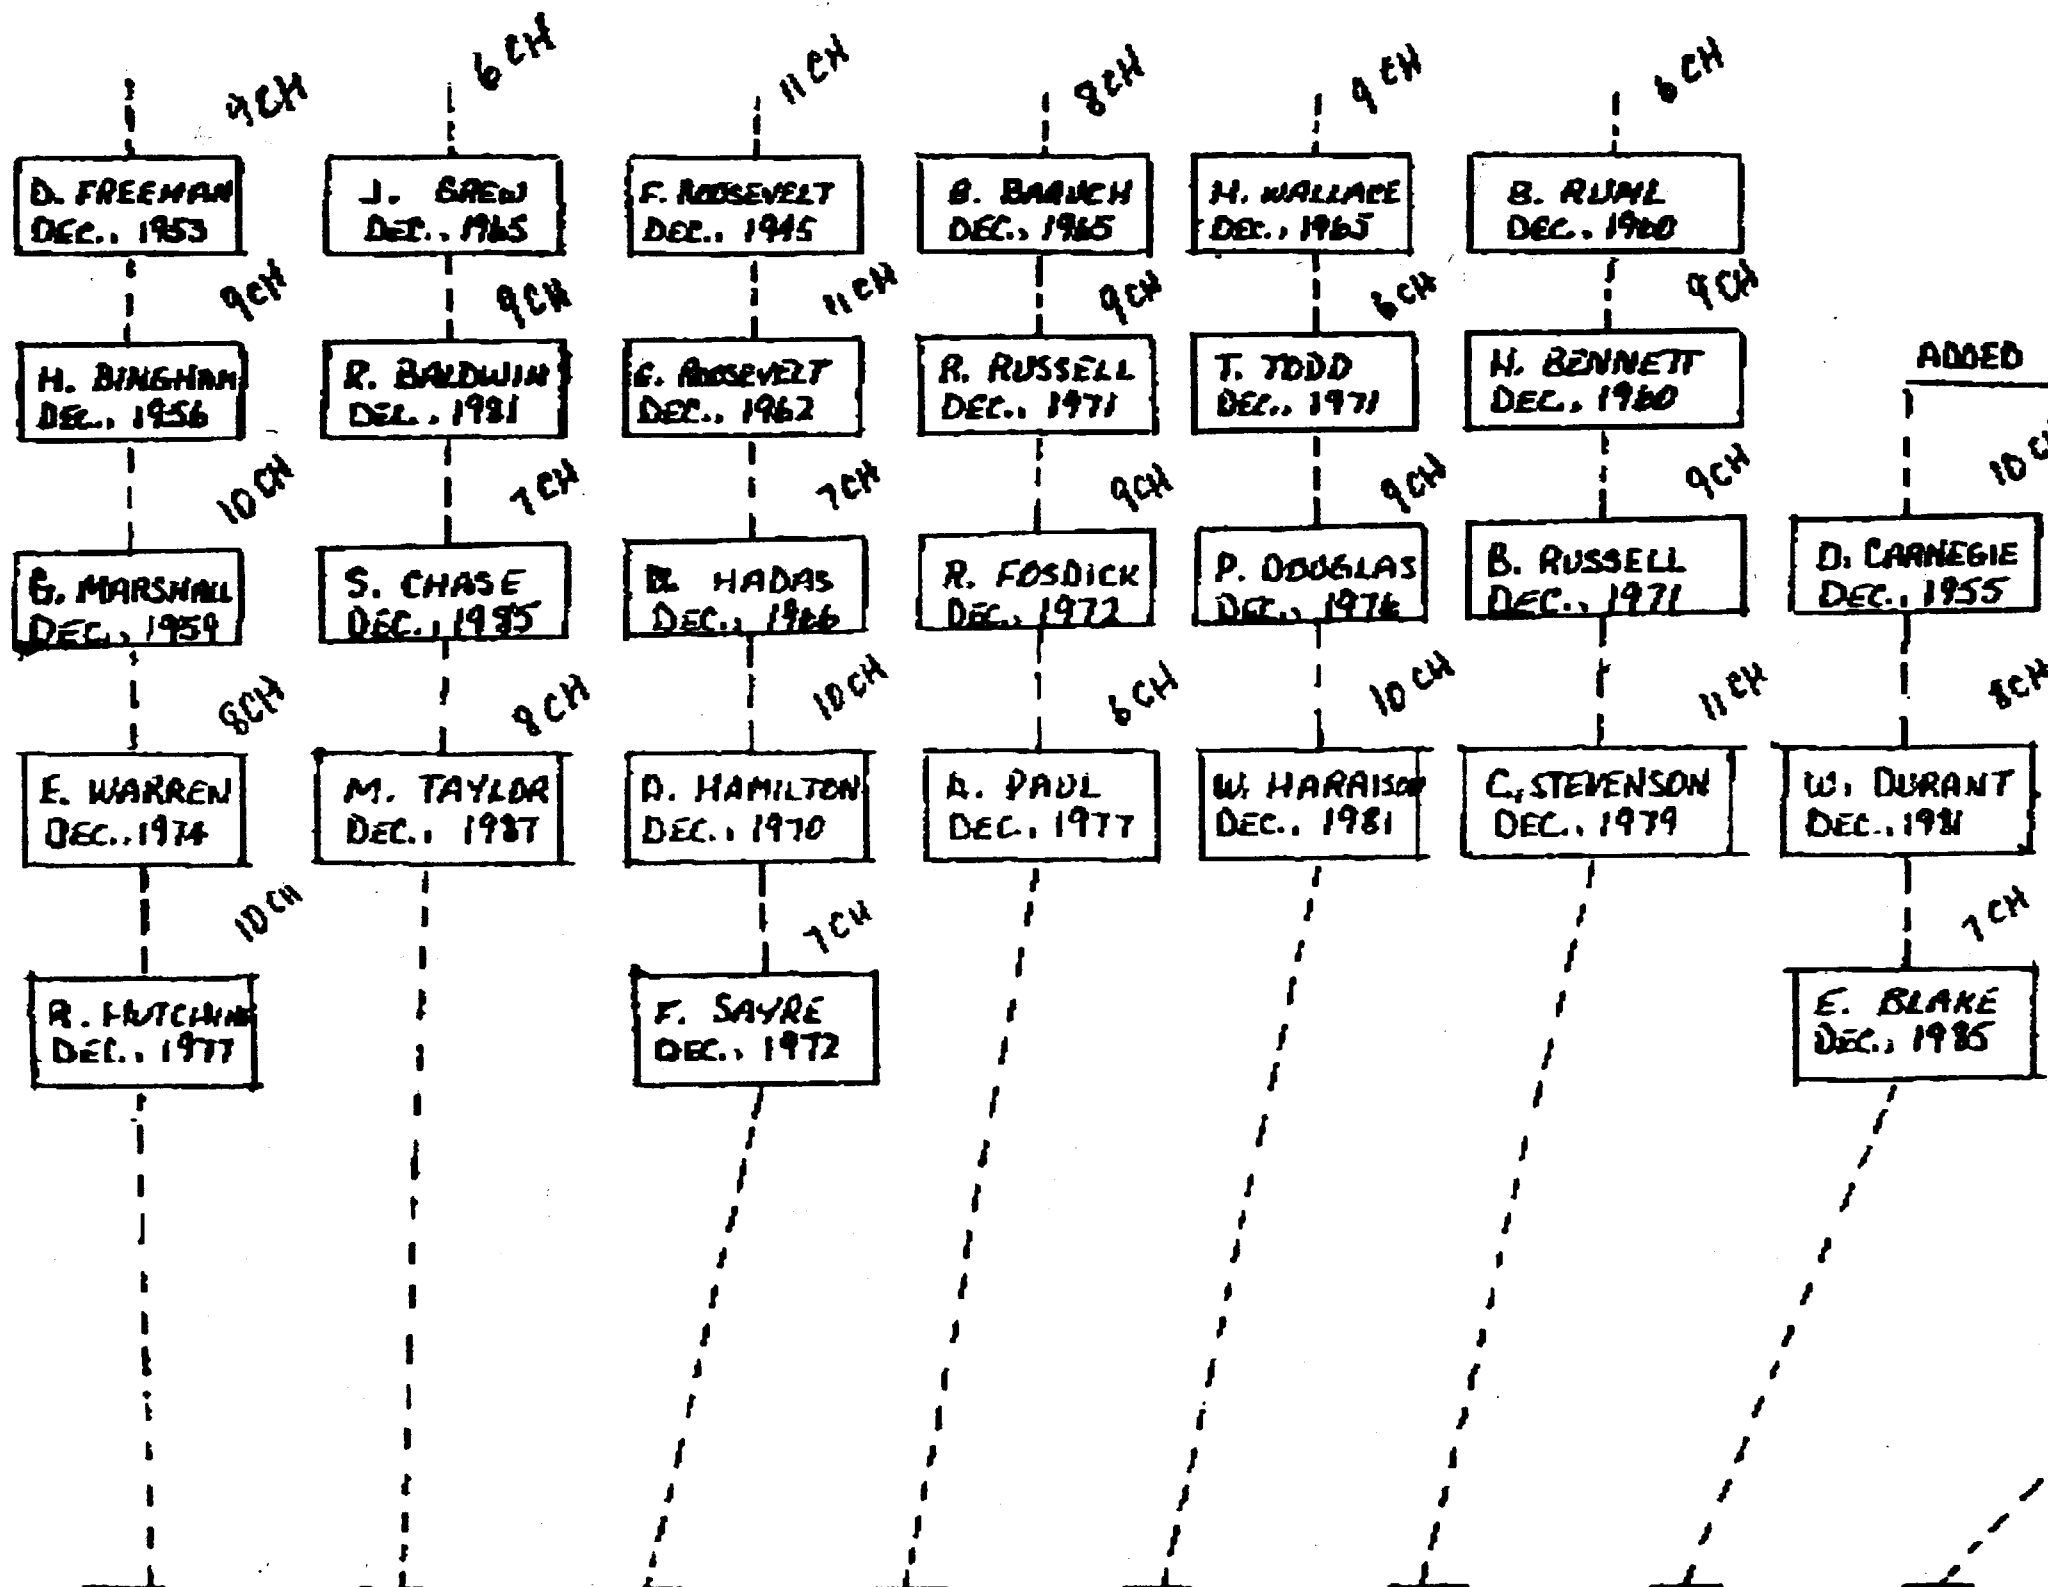 4CH
6CH
11CH
8CH
9CH
6CH
D. FREEMAN
DEC., 1953
J. BREW
DEC., 1965
F. ROOSEVELT
DEC., 1945
B. BARUCH
DEC., 1965
H. WALLACE
DEC., 1965
B. RUML
DEC., 1960
9CH
9CH
11CH
9CH
6CH
9CH
H. BINGHAM
DEC., 1956
R. BALDWIN
DEC., 1981
E. ROOSEVELT
DEC., 1962
R. RUSSELL
DEC., 1971
T. TODD
DEC., 1971
H. BENNETT
DEC., 1960
ADDED
10CH
7CH
7CH
9CH
9CH
9CH
10 C
G. MARSHALL
DEC., 1959
S. CHASE
DEC., 1985
HADAS
DEC., 1966
R. FOSDICK
DEC., 1972
P. DOUGLAS
DEC., 1976
B. RUSSELL
DEC., 1971
D. CARNEGIE
DEC., 1955
8CH
8CH
10CH
6CH
10CH
11CH
8CH
E. WARREN
DEC., 1974
M. TAYLOR
DEC., 1987
D. HAMILTON
DEC., 1970
A. PAUL
DEC., 1977
W. HARRISON
DEC., 1981
C. STEVENSON
DEC., 1979
W. DURANT
DEC., 1981
10CH
7CH
7CH
R. HUTCHINS
DEC., 1977
F. SAYRE
DEC., 1972
E. BLAKE
DEC., 1985